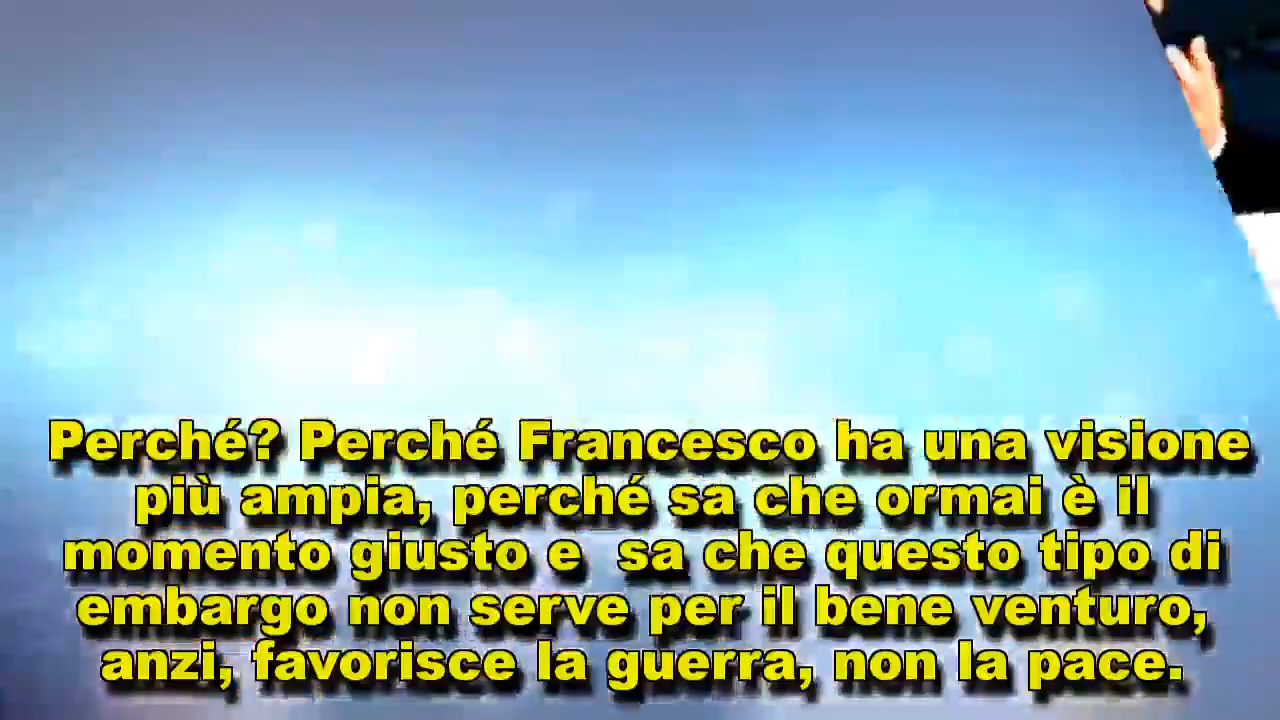 Perché? Perché Francesco ha una visione
più ampia, perché sa che ormai è il
momento giusto e  sa che questo tipo di
embargo non serve per il bene venturo,
anzi, favorisce la guerra, non la pace.